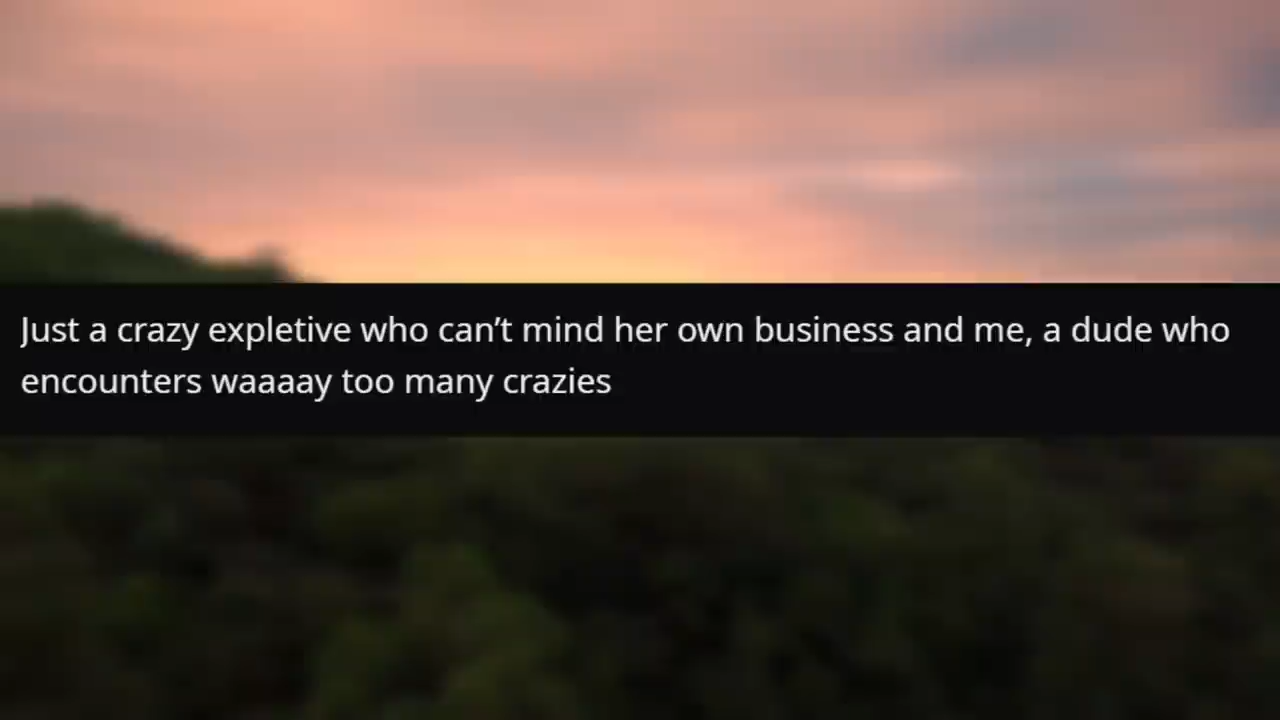 Just a crazy expletive who can’t mind her own business and me, a dude who
encounters waaaay too many crazies